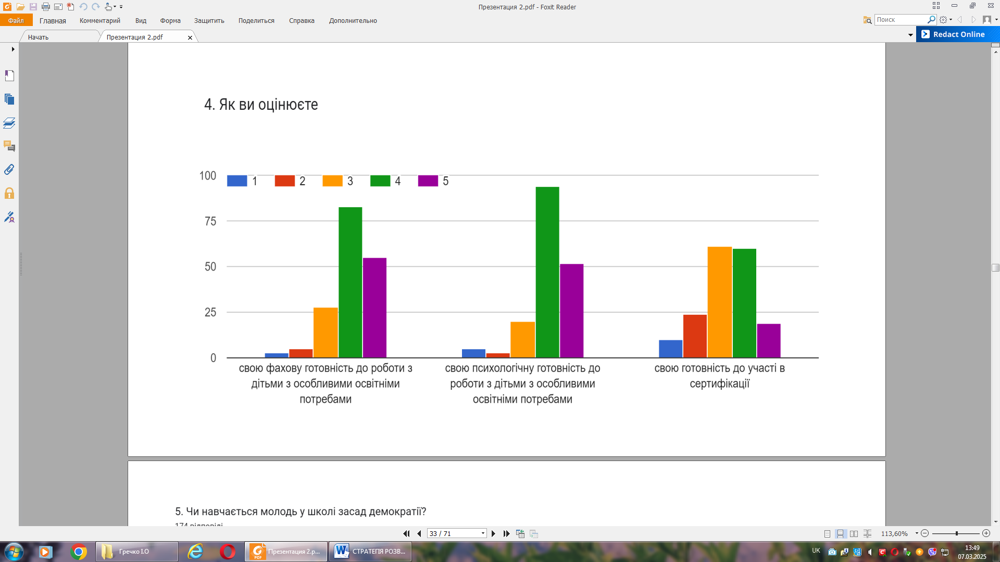 Презентация 2.pdf - Foxit Reader
Файл Главная Комментарий Вид Форма Защитить Поделиться Справка Дополнительно
Поиск
Начать
Презентация 2.pdf
Redact Online
4. Як ви оцінюєте
100
75
50
25
0
1 2 3 4 5
свою фахову готовність до роботи з
дітьми з особливими освітніми
потребами
свою психологічну готовність до
роботи з дітьми з особливими
освітніми потребами
свою готовність до участі в
сертифікації
5. Чи навчається молодь у школі засад демократії?
174 відповіді
33 / 71
113,60%
Гречко І.О
Презентация 2.p...
СТРАТЕГІЯ РОЗВ...
UK
13:49
07.03.2025